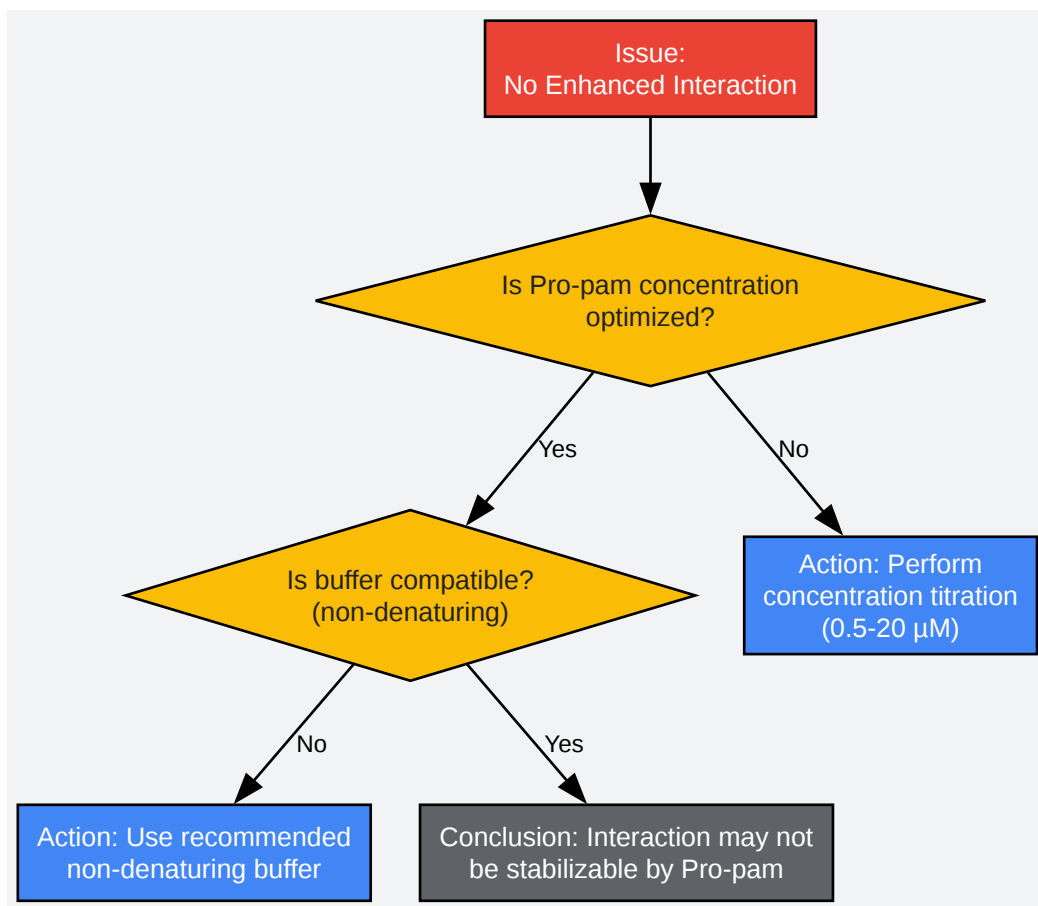 Issue:
No Enhanced Interaction
Is Pro-pam concentration
optimized?
Yes
No
Is buffer compatible?
(non-denaturing)
Action: Perform
concentration titration
(0.5-20 µM)
No
Yes
Action: Use recommended
non-denaturing buffer
Conclusion: Interaction may not
be stabilizable by Pro-pam